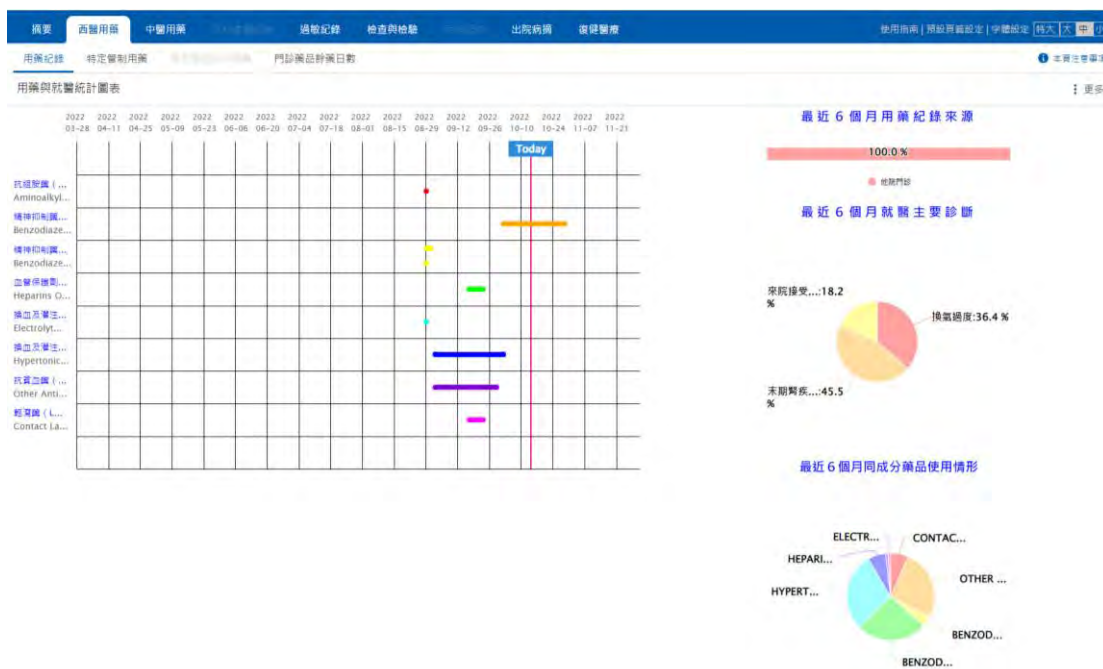 摘要 西醫用藥 中醫用藥 過敏記錄 檢查與檢驗 出院病摘 復健醫療
使用指南 | 預設頁籤設定 | 字體設定 特大 大 中 小
用藥紀錄 特定管制用藥 門診藥品餘藥日數
本頁注意事項
用藥與就醫統計圖表
更多
2022 2022 2022 2022 2022 2022 2022 2022 2022 2022 2022 2022 2022 2022 2022 2022 2022 2022
03-28 04-11 04-25 05-09 05-23 06-06 06-20 07-04 07-18 08-01 08-15 08-29 09-12 09-26 10-10 10-24 11-07 11-21
Today
Aminoalkyl...
精神抑制屬...
Benzodiaze...
精神抑制屬...
Benzodiaze...
血管保護劑...
Heparins O...
換血及灌注...
Electrolyt...
換血及灌注...
Hypertonic...
抗貧血屬 (...
Other Anti...
輕瀉屬 ( L...
Contact La...
最近 6 個月用藥紀錄來源
100.0 %
他院門診
最近 6 個月就醫主要診斷
來院接受...:18.2
%
換氣過度:36.4 %
末期腎疾...:45.5
%
最近 6 個月同成分藥品使用情形
ELECTR...
CONTAC...
HEPARI...
OTHER ...
HYPERT...
BENZOD...
BENZOD...